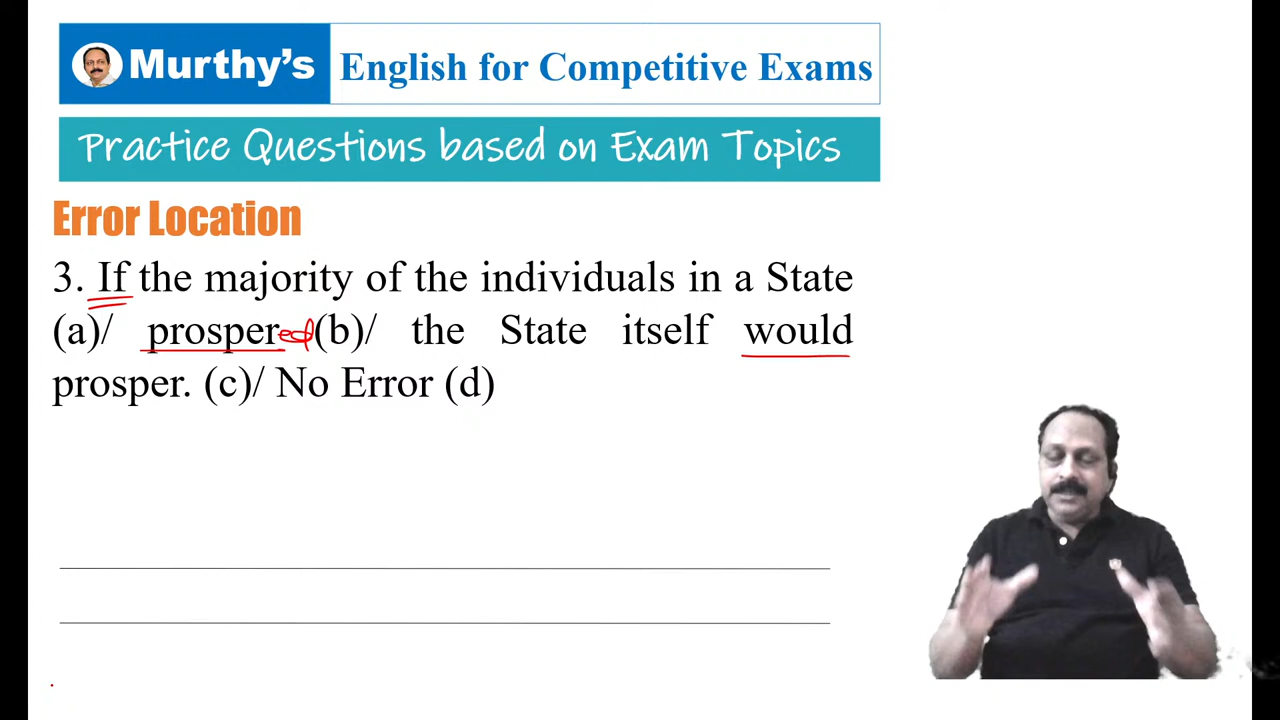 Murthy's English for Competitive Exams
Practice Questions based on Exam Topics
Error Location
3. If the majority of the individuals in a State
(a)/ prospered (b)/ the State itself would
prosper. (c)/ No Error (d)